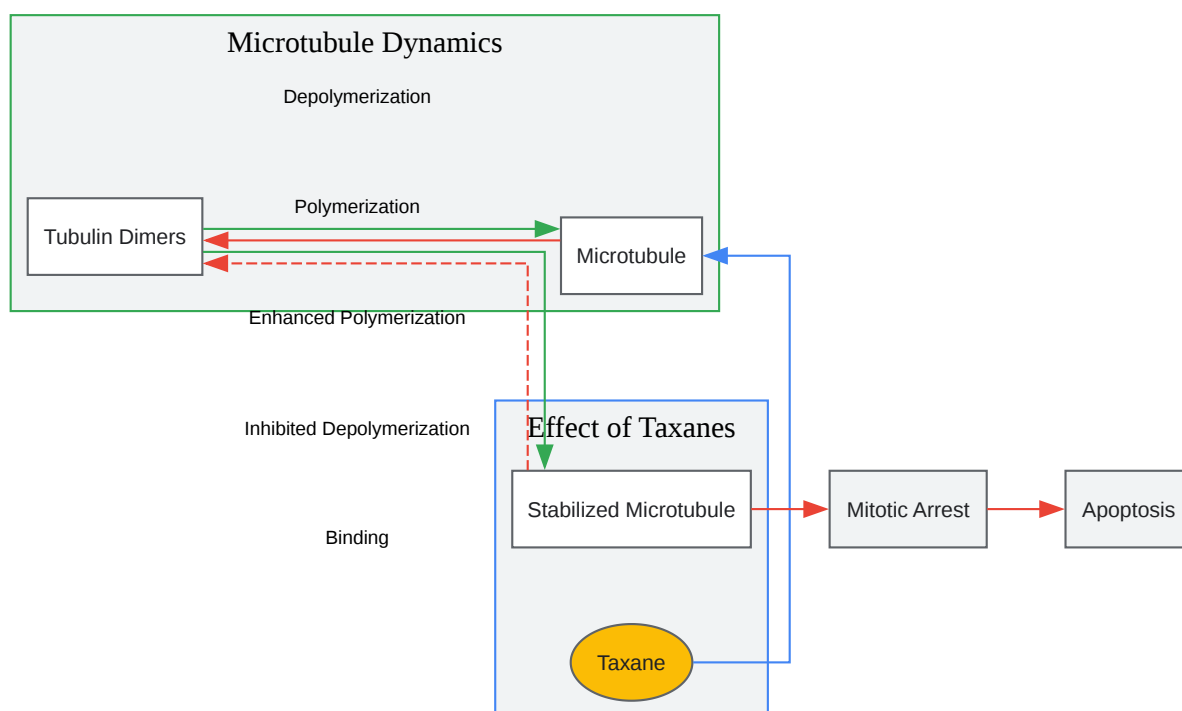 Microtubule Dynamics
Depolymerization
Polymerization
Tubulin Dimers
Microtubule
Enhanced Polymerization
Effect of Taxanes
Inhibited Depolymerization
Stabilized Microtubule
Mitotic Arrest
Apoptosis
Binding
Taxane